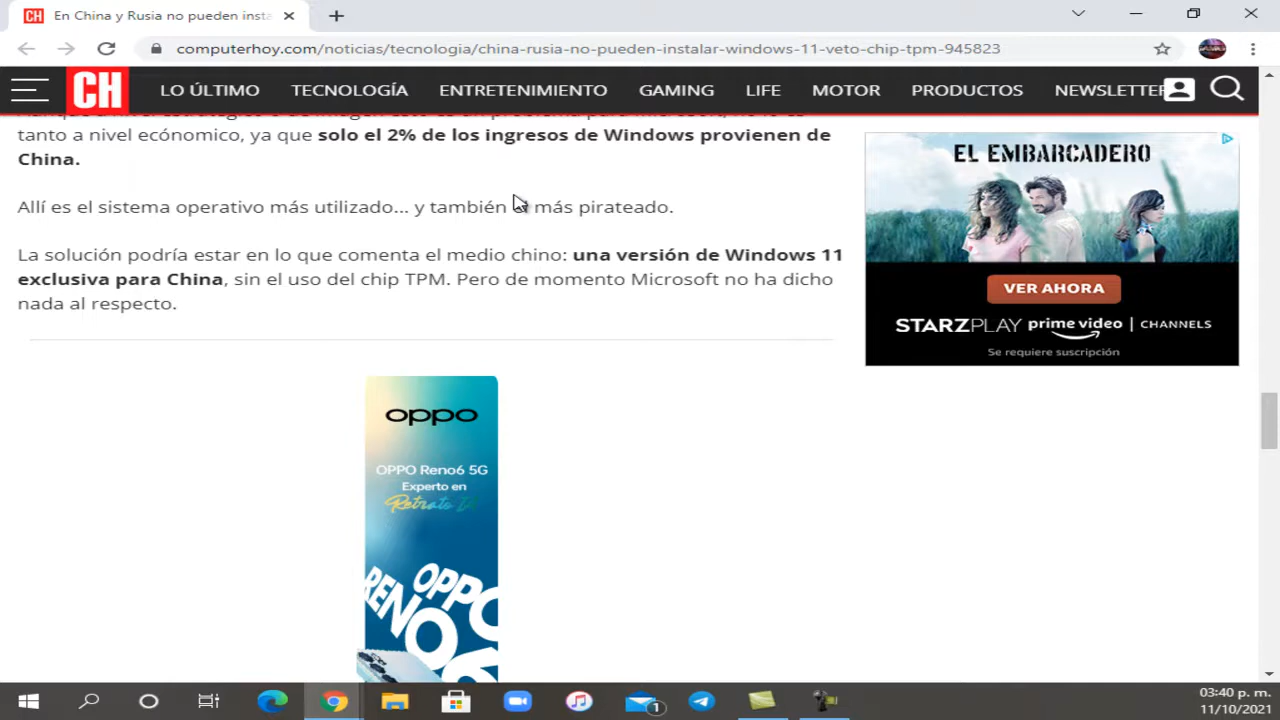 CH
En China y Rusia no pueden insta
computerhoy.com/noticias/tecnologia/china-rusia-no-pueden-instalar-windows-11-veto-chip-tpm-945823
CH
LO ÚLTIMO
TECNOLOGÍA
ENTRETENIMIENTO
GAMING
LIFE
MOTOR
PRODUCTOS
NEWSLETTER
tanto a nivel ecónomico, ya que solo el 2% de los ingresos de Windows provienen de
China.
Allí es el sistema operativo más utilizado... y también más pirateado.
La solución podría estar en lo que comenta el medio chino: una versión de Windows 11
exclusiva para China, sin el uso del chip TPM. Pero de momento Microsoft no ha dicho
nada al respecto.
EL EMBARCADERO
VER AHORA
STARZPLAY prime video | CHANNELS
Se requiere suscripción
oppo
OPPO Reno6 5G
Experto en
Retrato
OPPO
RENO6
1
03:40 p. m.
11/10/2021